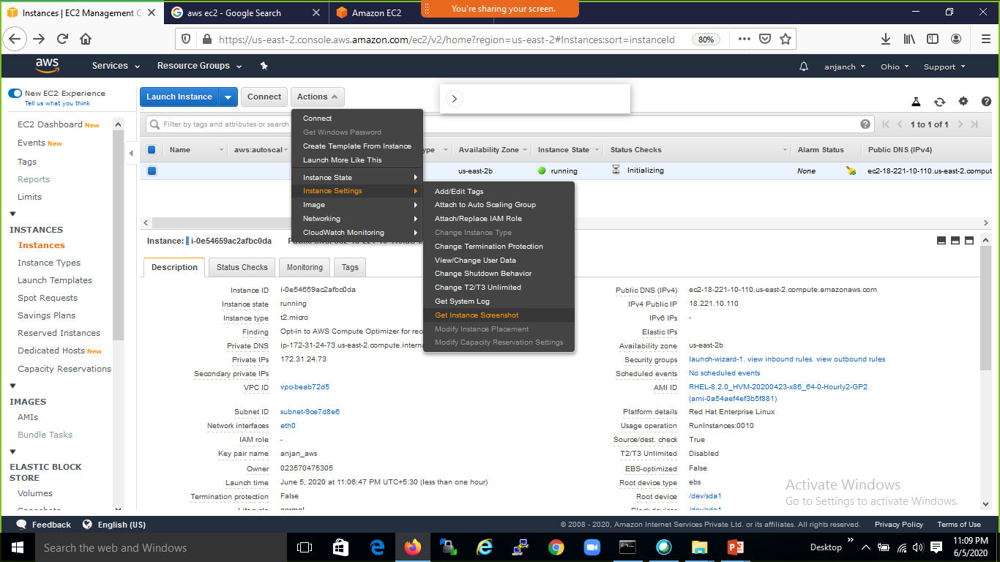 Instances | EC2 Management C
aws ec2 - Google Search
Amazon EC2
You're sharing your screen.
https://us-east-2.console.aws.amazon.com/ec2/v2/home?region=us-east-2#Instances:sort=instanceId
80%
aws
Services
Resource Groups
anjanch
Ohio
Support
New EC2 Experience
Tell us what you think
EC2 Dashboard New
Events New
Tags
Reports
Limits
INSTANCES
Instances
Instance Types
Launch Templates
Spot Requests
Savings Plans
Reserved Instances
Dedicated Hosts New
Capacity Reservations
IMAGES
AMIs
Bundle Tasks
ELASTIC BLOCK
STORE
Volumes
Launch Instance
Connect
Actions
Filter by tags and attributes or search
1 to 1 of 1
Name
aws:autoscal
Availability Zone
Instance State
Status Checks
Alarm Status
Public DNS (IPv4)
us-east-2b
running
Initializing
None
ec2-18-221-10-110.us-east-2.comput
Connect
Get Windows Password
Create Template From Instance
Launch More Like This
Instance State
Instance Settings
Image
Networking
CloudWatch Monitoring
Add/Edit Tags
Attach to Auto Scaling Group
Attach/Replace IAM Role
Change Instance Type
Change Termination Protection
View/Change User Data
Change Shutdown Behavior
Change T2/T3 Unlimited
Get System Log
Get Instance Screenshot
Modify Instance Placement
Modify Capacity Reservation Settings
Instance: i-0e54659ac2afbc0da
Description
Status Checks
Monitoring
Tags
Instance ID i-0e54659ac2afbc0da
Instance state running
Instance type t2.micro
Finding Opt-in to AWS Compute Optimizer for rec
Private DNS ip-172-31-24-73.us-east-2.compute.interna
Private IPs 172.31.24.73
Secondary private IPs
VPC ID vpc-beab72d5
Subnet ID subnet-9ce7d8e6
Network interfaces eth0
IAM role -
Key pair name anjan_aws
Owner 023570475305
Launch time June 5, 2020 at 11:06:47 PM UTC+5:30 (less than one hour)
Termination protection False
Public DNS (IPv4) ec2-18-221-10-110.us-east-2.compute.amazonaws.com
IPv4 Public IP 18.221.10.110
IPv6 IPs -
Elastic IPs
Availability zone us-east-2b
Security groups launch-wizard-1. view inbound rules. view outbound rules
Scheduled events No scheduled events
AMI ID RHEL-8.2.0_HVM-20200423-x86_64-0-Hourly2-GP2
(ami-0a54aef4ef3b5f881)
Platform details Red Hat Enterprise Linux
Usage operation RunInstances:0010
Source/dest. check True
T2/T3 Unlimited Disabled
EBS-optimized False
Root device type ebs
Root device /dev/sda1
Activate Windows
Go to Settings to activate Windows.
Feedback
English (US)
© 2008 - 2020, Amazon Internet Services Private Ltd. or its affiliates. All rights reserved.
Privacy Policy
Terms of Use
Search the web and Windows
Desktop
11:09 PM
6/5/2020